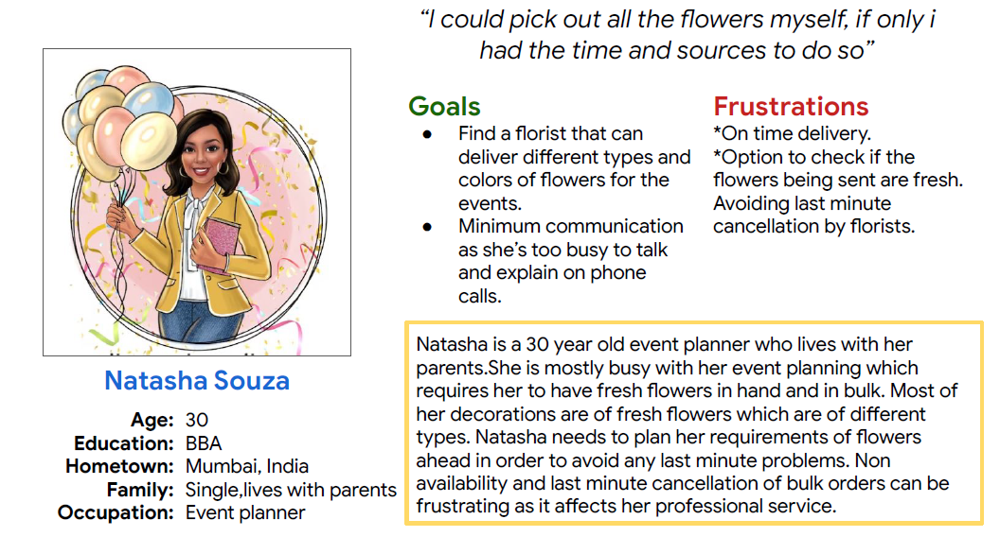 “I could pick out all the flowers myself, if only i
had the time and sources to do so”
Goals
● Find a florist that can
deliver different types and
colors of flowers for the
events.
● Minimum communication
as she’s too busy to talk
and explain on phone
calls.
Frustrations
*On time delivery.
*Option to check if the
flowers being sent are fresh.
Avoiding last minute
cancellation by florists.
Natasha Souza
Age: 30
Education: BBA
Hometown: Mumbai, India
Family: Single,lives with parents
Occupation: Event planner
Natasha is a 30 year old event planner who lives with her
parents.She is mostly busy with her event planning which
requires her to have fresh flowers in hand and in bulk. Most of
her decorations are of fresh flowers which are of different
types. Natasha needs to plan her requirements of flowers
ahead in order to avoid any last minute problems. Non
availability and last minute cancellation of bulk orders can be
frustrating as it affects her professional service.